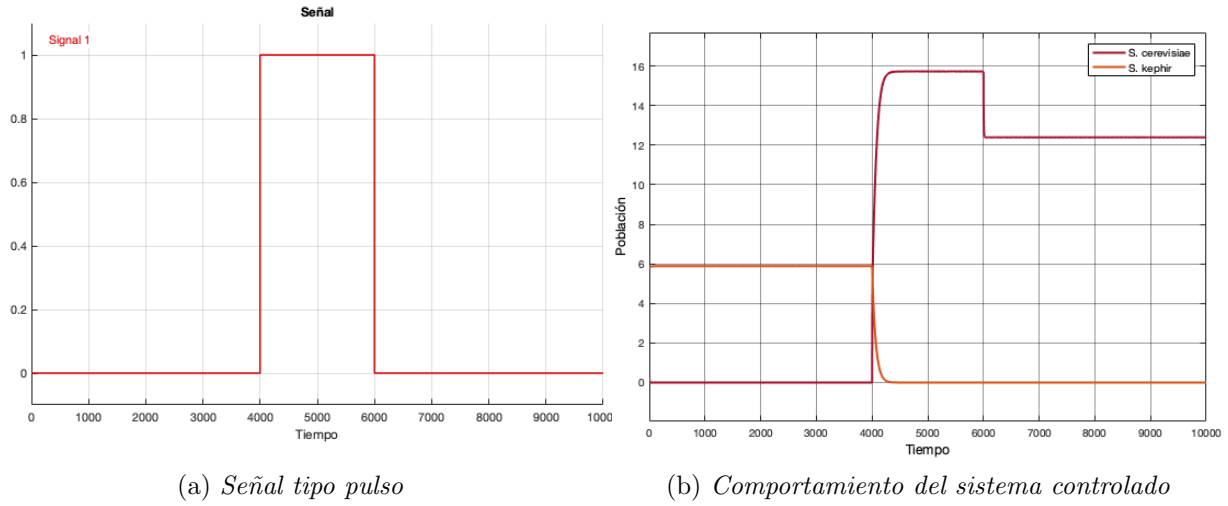 Señal
Signal 1
1
0.8
0.6
0.4
0.2
0
0 1000 2000 3000 4000 5000 6000 7000 8000 9000 1000
Tiempo
(a) Señal tipo pulso
S. cerevisiae
S. kephir
16
14
12
10
8
6
4
2
0
Población
0 1000 2000 3000 4000 5000 6000 7000 8000 9000 10000
Tiempo
(b) Comportamiento del sistema controlado